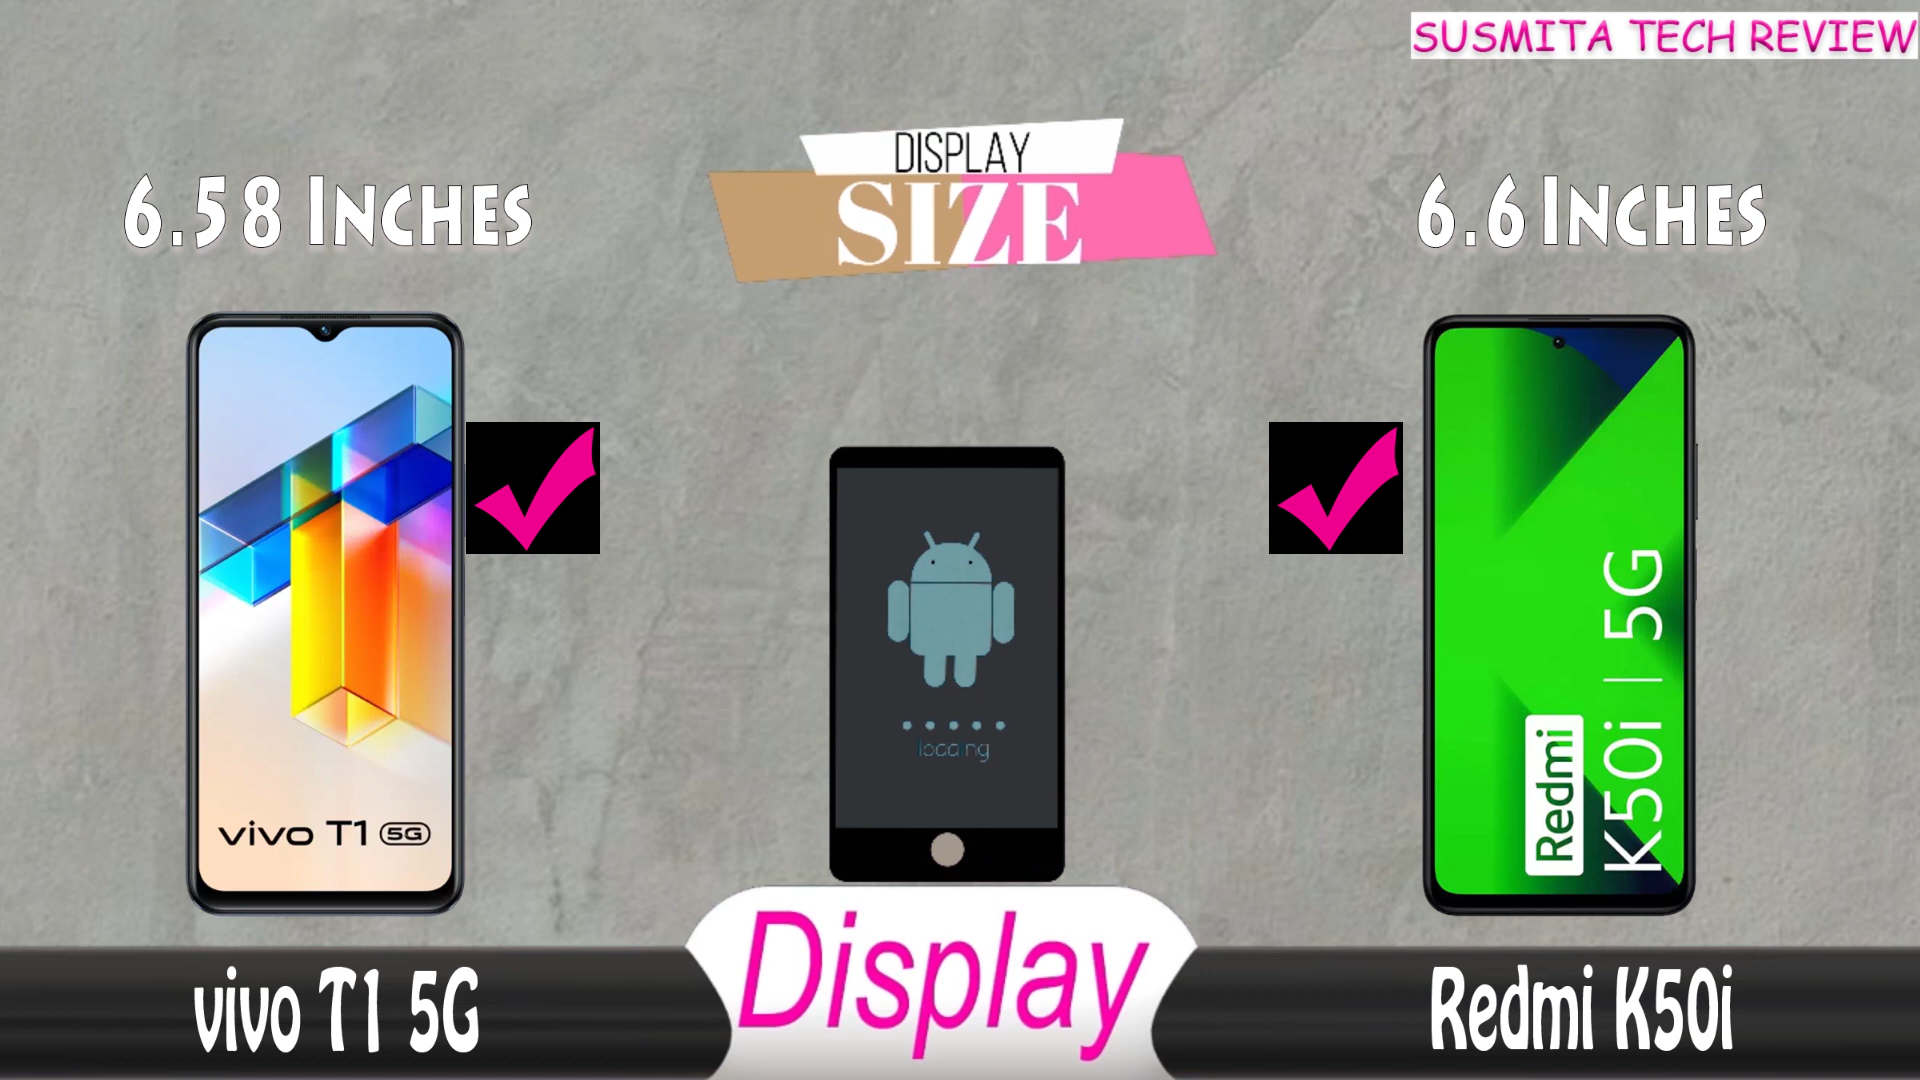 SUSMITA TECH REVIEW
DISPLAY
SIZE
6.58 INCHES
6.6 INCHES
vivo T1 5G
loading
Redmi
K50i | 5G
Display
vivo T1 5G
Redmi K50i